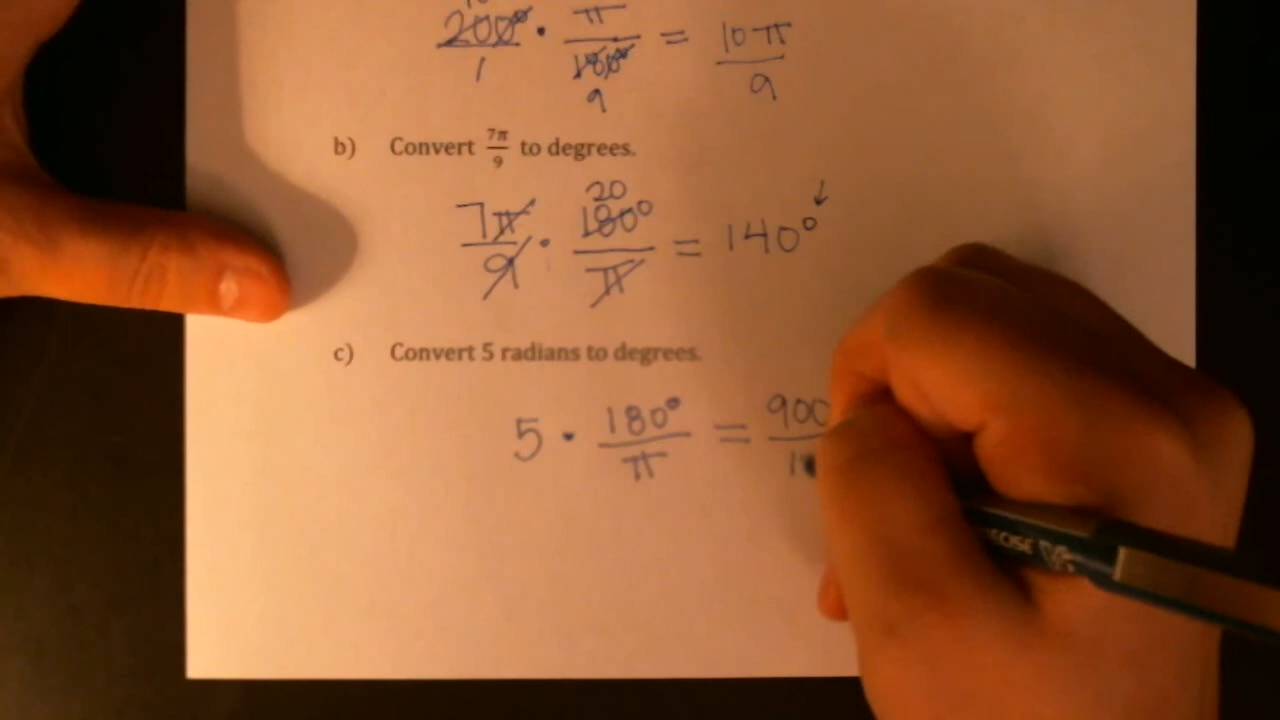 200° · π = 10π
1 180° 9
9
b) Convert 7π/9 to degrees.
20
7π/9 · 180°/π = 140°
c) Convert 5 radians to degrees.
5 · 180°/π = 900